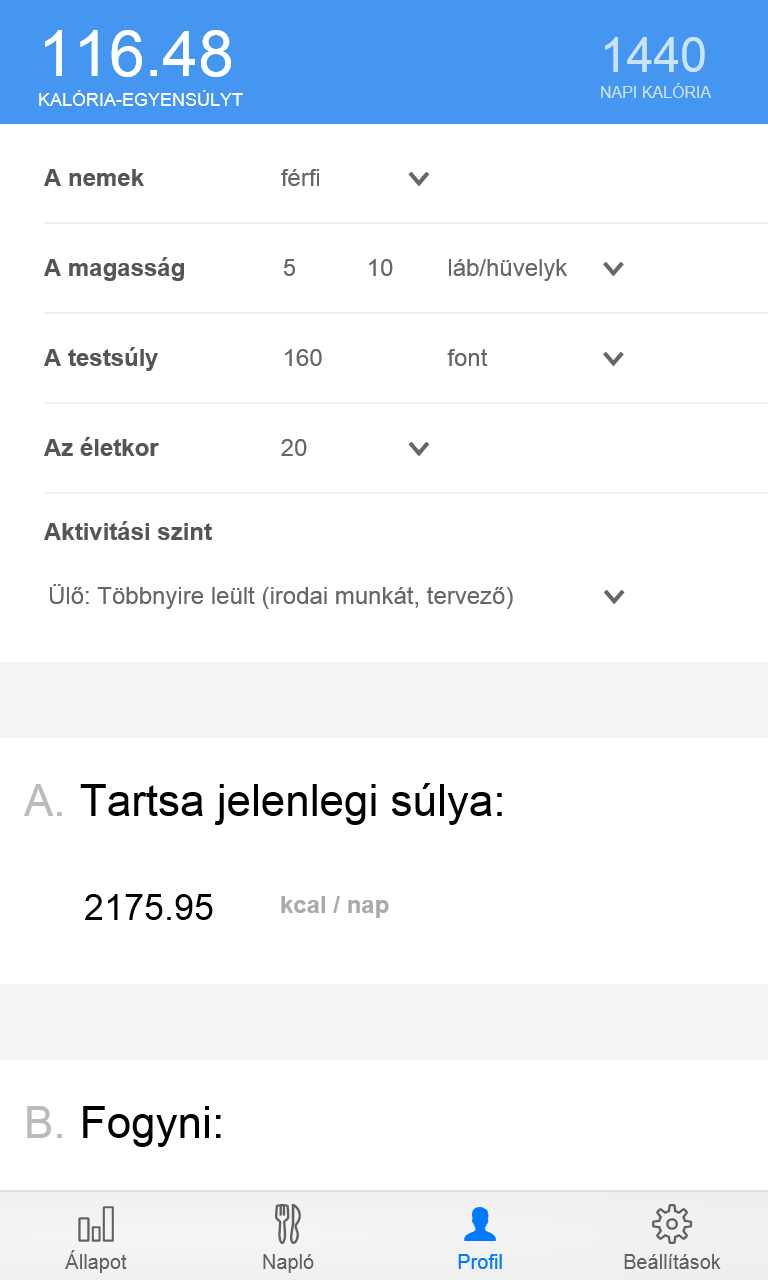 116.48 1440
KALÓRIA-EGYENSÚLYT NAPI KALÓRIA
A nemek férfi
A magasság 5 10 láb/hüvelyk
A testsúly 160 font
Az életkor 20
Aktivitási szint
Ülő: Többnyire leült (irodai munkát, tervező)
A. Tartsa jelenlegi súlya:
2175.95 kcal / nap
B. Fogyni:
Állapot Napló Profil Beállítások